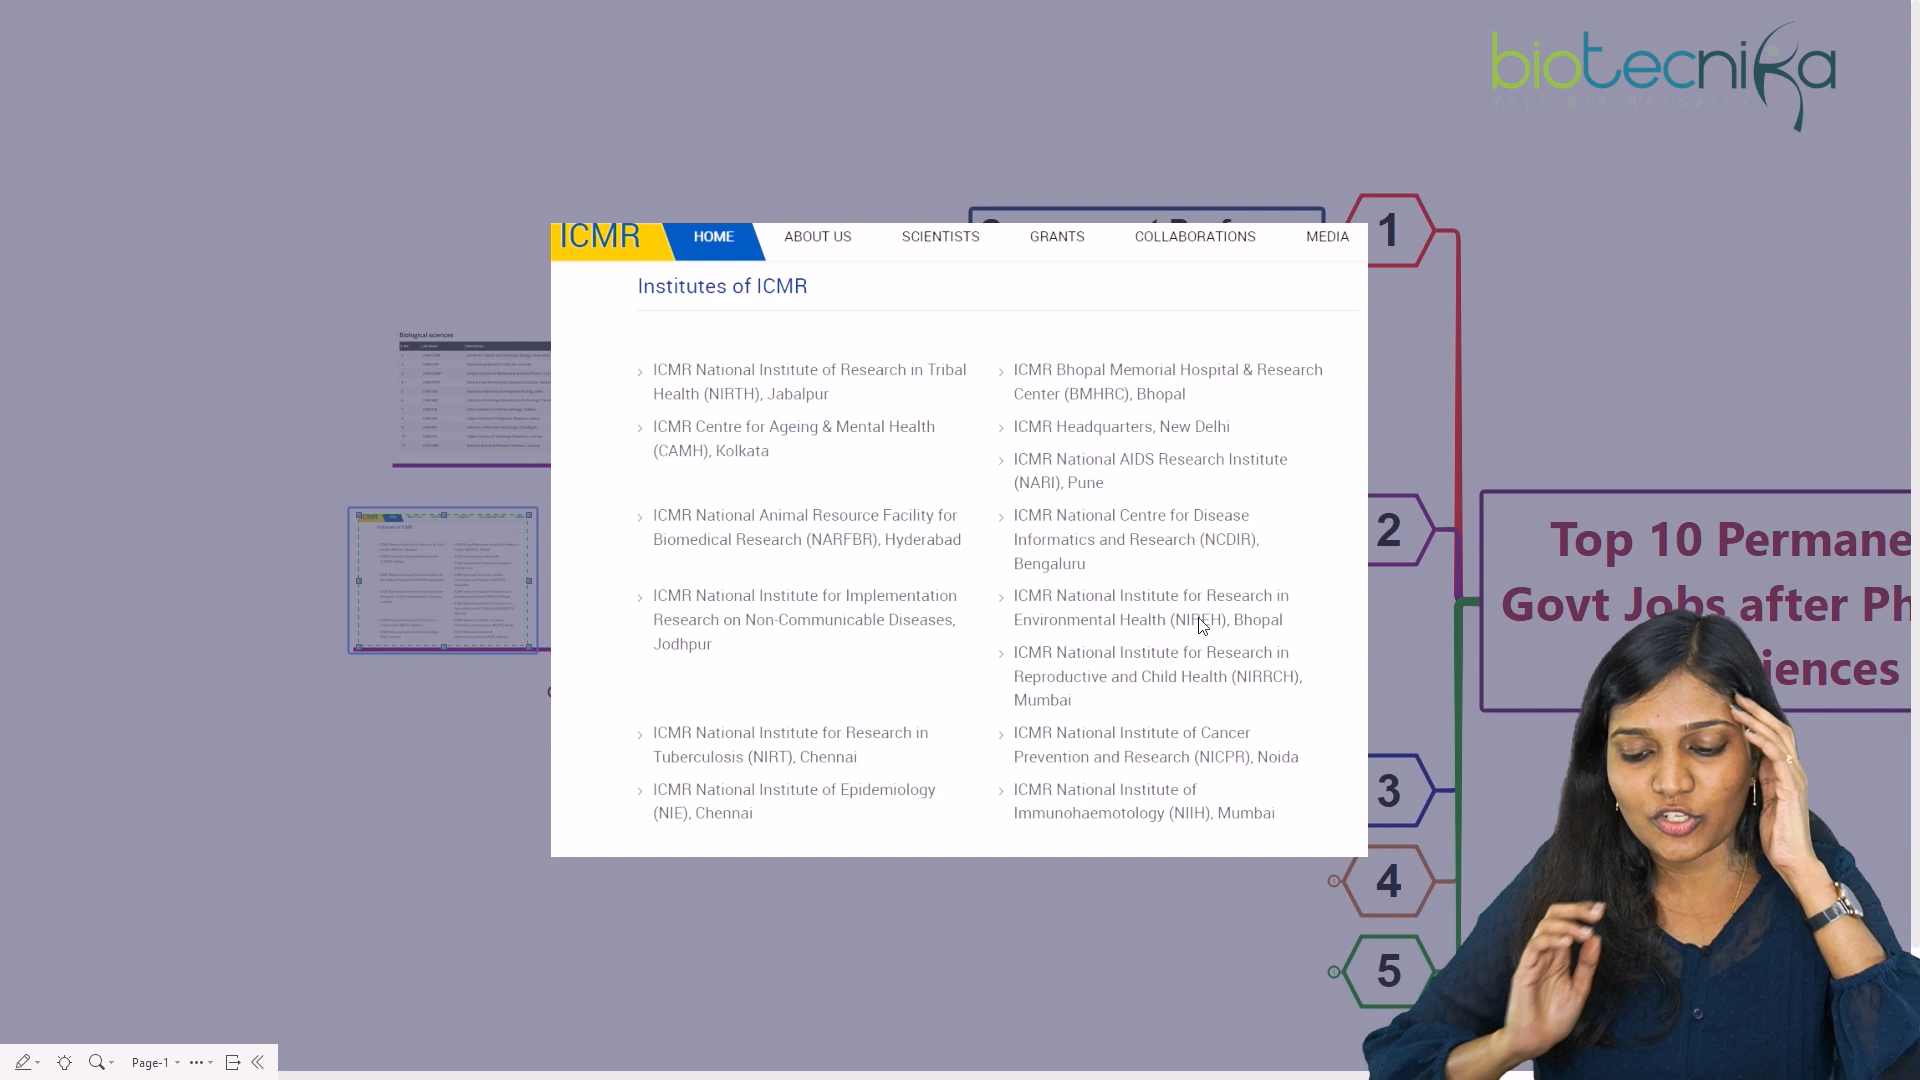 biotecnika
Your Bio Resource
ICMR
HOME
ABOUT US
SCIENTISTS
GRANTS
COLLABORATIONS
MEDIA
Institutes of ICMR
ICMR National Institute of Research in Tribal
Health (NIRTH), Jabalpur
ICMR Centre for Ageing & Mental Health
(CAMH), Kolkata
ICMR National Animal Resource Facility for
Biomedical Research (NARFBR), Hyderabad
ICMR National Institute for Implementation
Research on Non-Communicable Diseases,
Jodhpur
ICMR National Institute for Research in
Tuberculosis (NIRT), Chennai
ICMR National Institute of Epidemiology
(NIE), Chennai
ICMR Bhopal Memorial Hospital & Research
Center (BMHRC), Bhopal
ICMR Headquarters, New Delhi
ICMR National AIDS Research Institute
(NARI), Pune
ICMR National Centre for Disease
Informatics and Research (NCDIR),
Bengaluru
ICMR National Institute for Research in
Environmental Health (NIREH), Bhopal
ICMR National Institute for Research in
Reproductive and Child Health (NIRRCH),
Mumbai
ICMR National Institute of Cancer
Prevention and Research (NICPR), Noida
ICMR National Institute of
Immunohaemotology (NIIH), Mumbai
Biological sciences
1
2
3
4
5
Top 10 Permane
Govt Jobs after Ph
iences
Page-1